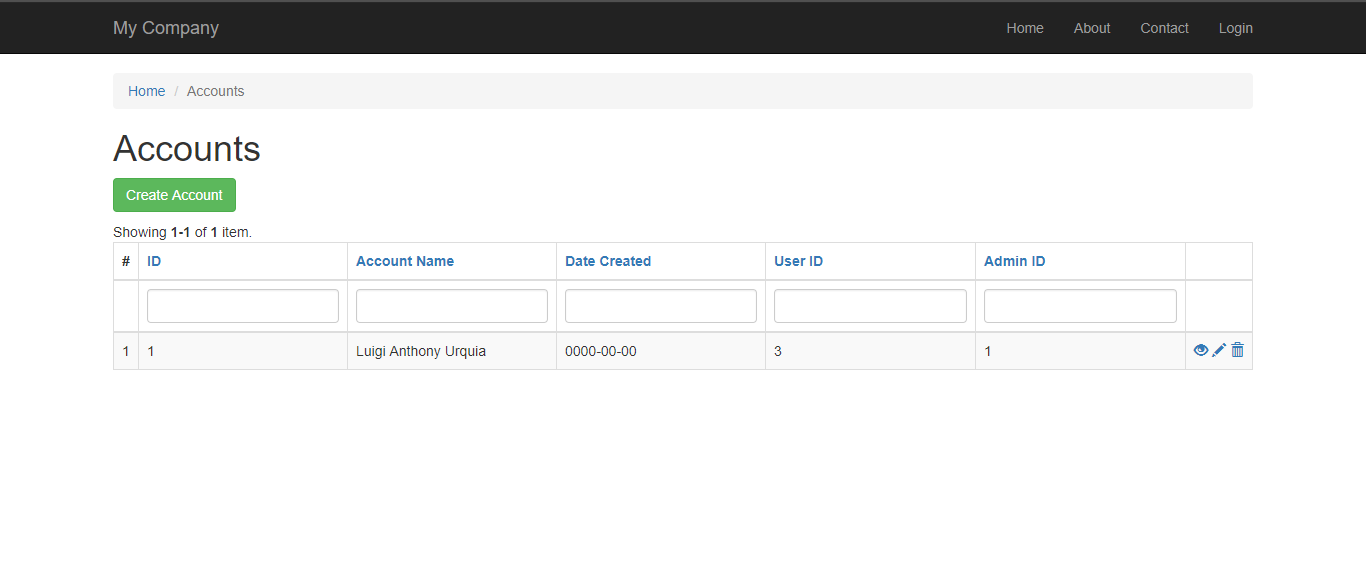 My Company Home About Contact Login
Home / Accounts
Accounts
Create Account
Showing 1-1 of 1 item.
# ID Account Name Date Created User ID Admin ID
1 1 Luigi Anthony Urquia 0000-00-00 3 1